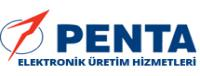 PENTA
ELEKTRONİK ÜRETİM HİZMETLERİ